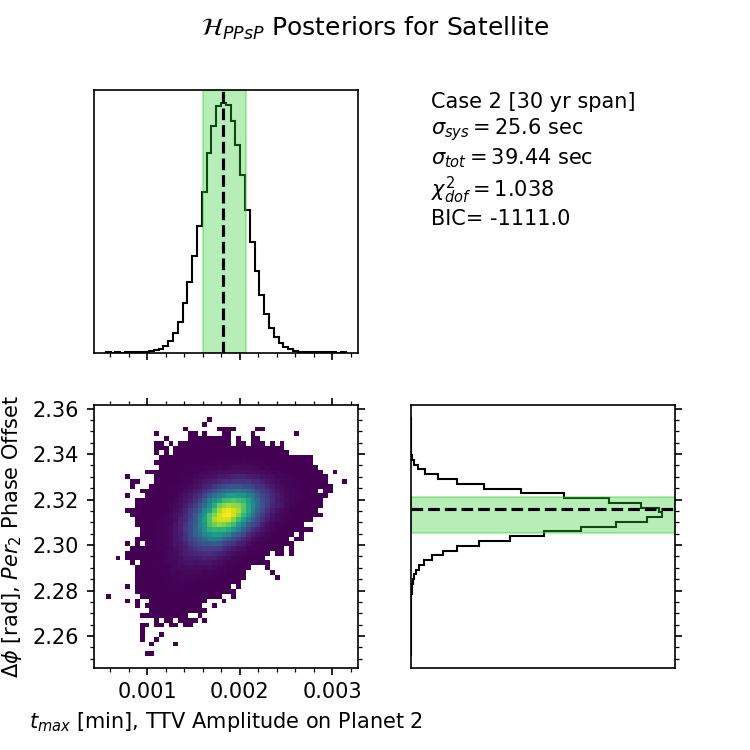 𝓗_PPsP Posteriors for Satellite
Case 2 [30 yr span]
σ_sys = 25.6 sec
σ_tot = 39.44 sec
χ²_dof = 1.038
BIC= -1111.0
Δϕ [rad], Per₂ Phase Offset
2.36
2.34
2.32
2.30
2.28
2.26
0.001 0.002 0.003
t_max [min], TTV Amplitude on Planet 2